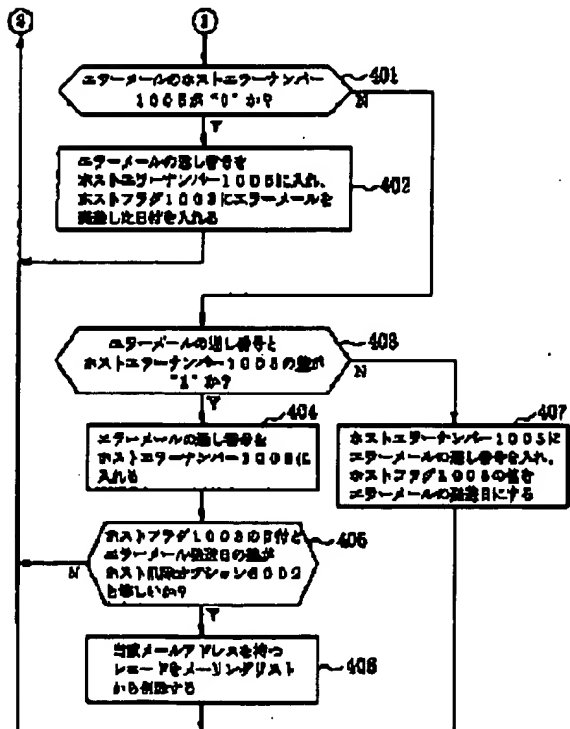 ②
①
エラーメールのホストエラーナンバー
1005が"0"か?
401
N
Y
エラーメールの通し番号を
ホストエラーナンバー1005に入れ、
ホストフラグ1003にエラーメールを
した日付を入れる
402
エラーメールの通し番号と
ホストエラーナンバー1005の差が
"1"か?
403
N
Y
404
エラーメールの通し番号を
ホストエラーナンバー1005に
入れる
407
ホストエラーナンバー1005に
エラーメールの通し番号を入れ、
ホストフラグ1003の値を
エラーメールの発送日にする
ホストフラグ1003の日付と
エラーメール発送日の差が
ホスト削除オプション
と等しいか?
405
N
Y
当該メールアドレスを持つ
レコードをメーリングリスト
から削除する
406